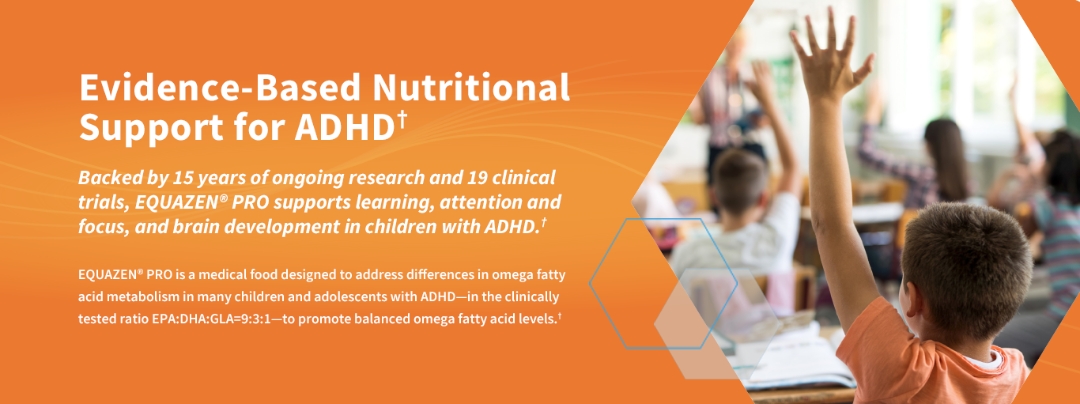 Evidence-Based Nutritional
Support for ADHD†
Backed by 15 years of ongoing research and 19 clinical
trials, EQUAZEN® PRO supports learning, attention and
focus, and brain development in children with ADHD.†
EQUAZEN® PRO is a medical food designed to address differences in omega fatty
acid metabolism in many children and adolescents with ADHD—in the clinically
tested ratio EPA:DHA:GLA=9:3:1—to promote balanced omega fatty acid levels.†